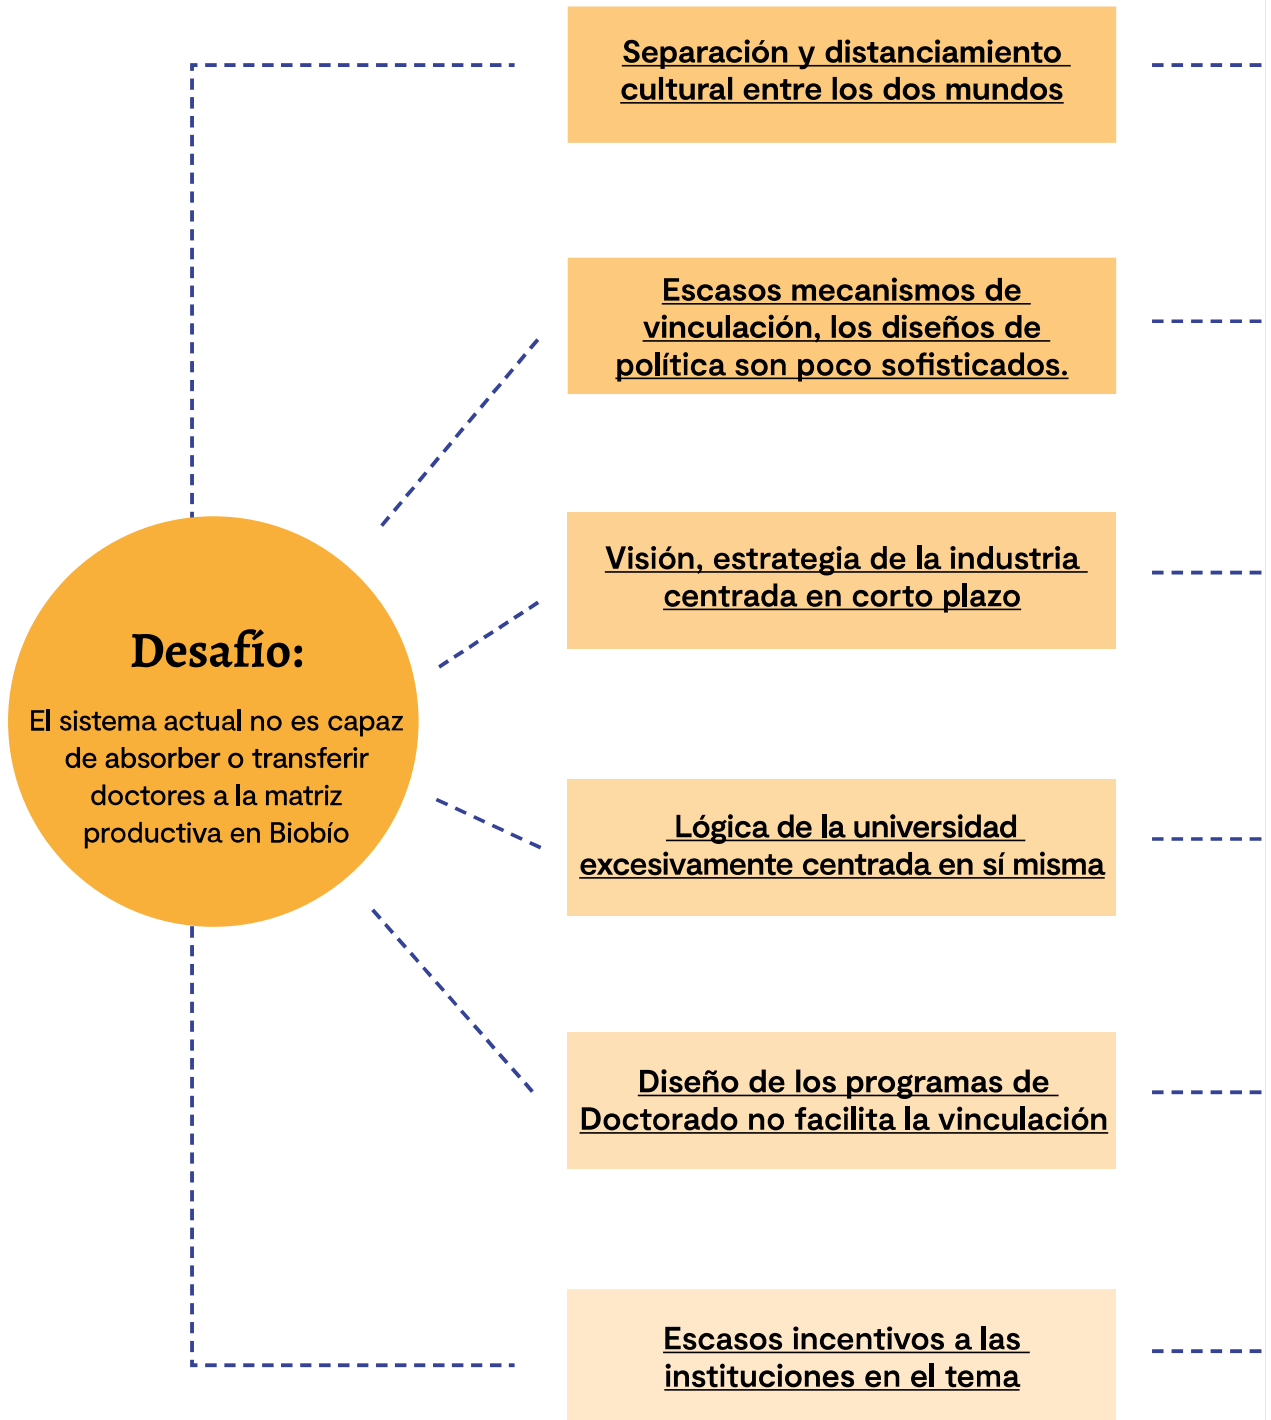 Separación y distanciamiento
cultural entre los dos mundos
Escasos mecanismos de
vinculación, los diseños de
política son poco sofisticados.
Visión, estrategia de la industria
centrada en corto plazo
Desafío:
El sistema actual no es capaz
de absorber o transferir
doctores a la matriz
productiva en Biobío
Lógica de la universidad
excesivamente centrada en sí misma
Diseño de los programas de
Doctorado no facilita la vinculación
Escasos incentivos a las
instituciones en el tema